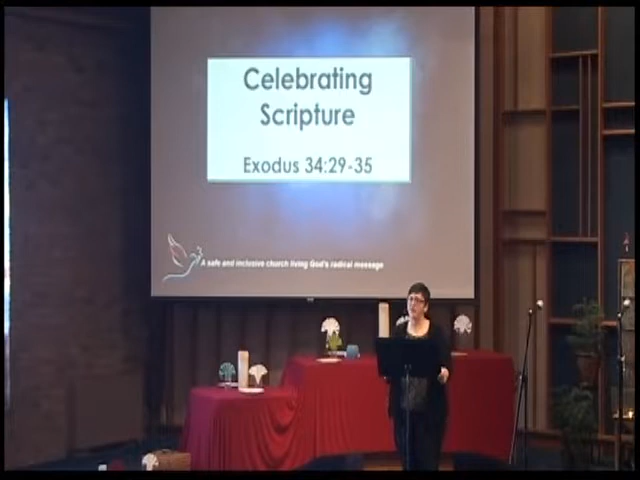 Celebrating
Scripture
Exodus 34:29-35
A safe and inclusive church living God's radical message